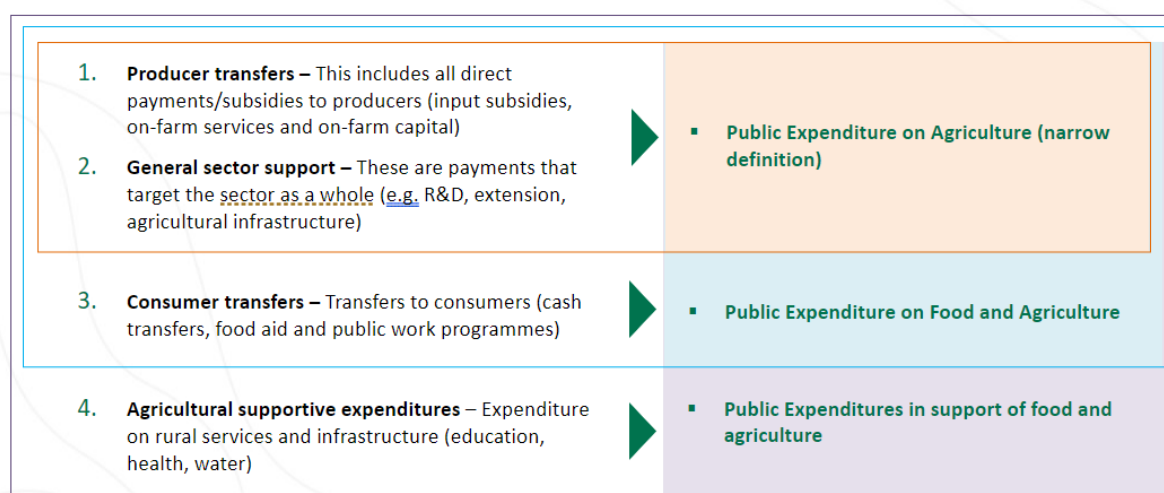 1. Producer transfers – This includes all direct
payments/subsidies to producers (input subsidies,
on-farm services and on-farm capital)
▪ Public Expenditure on Agriculture (narrow
definition)
2. General sector support – These are payments that
target the sector as a whole (e.g. R&D, extension,
agricultural infrastructure)
3. Consumer transfers – Transfers to consumers (cash
transfers, food aid and public work programmes)
▪ Public Expenditure on Food and Agriculture
4. Agricultural supportive expenditures – Expenditure
on rural services and infrastructure (education,
health, water)
▪ Public Expenditures in support of food and
agriculture